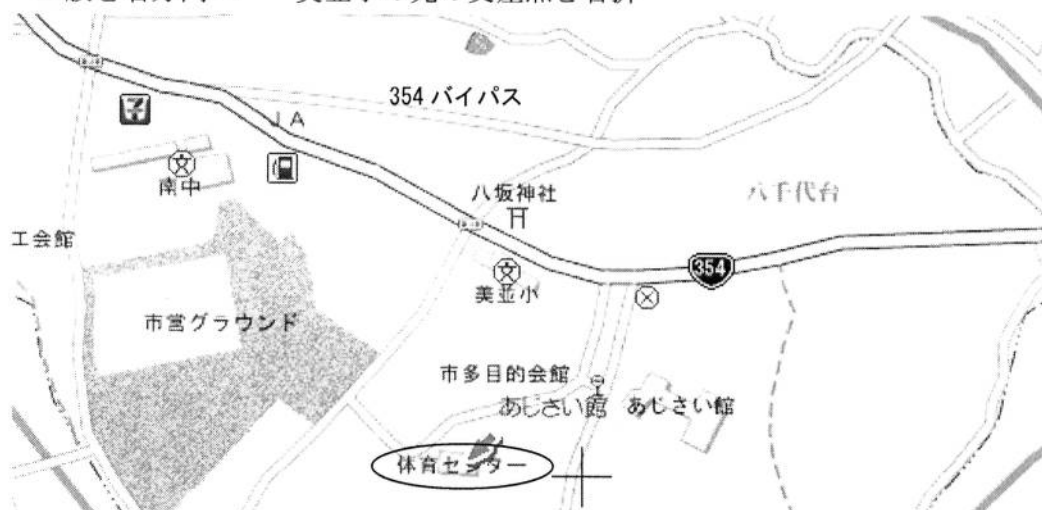 354 バイパス
JA
南中
八坂神社
八千代台
工会館
354
美並小
市営グラウンド
市多目的会館
あじさい館
あじさい館
体育センター